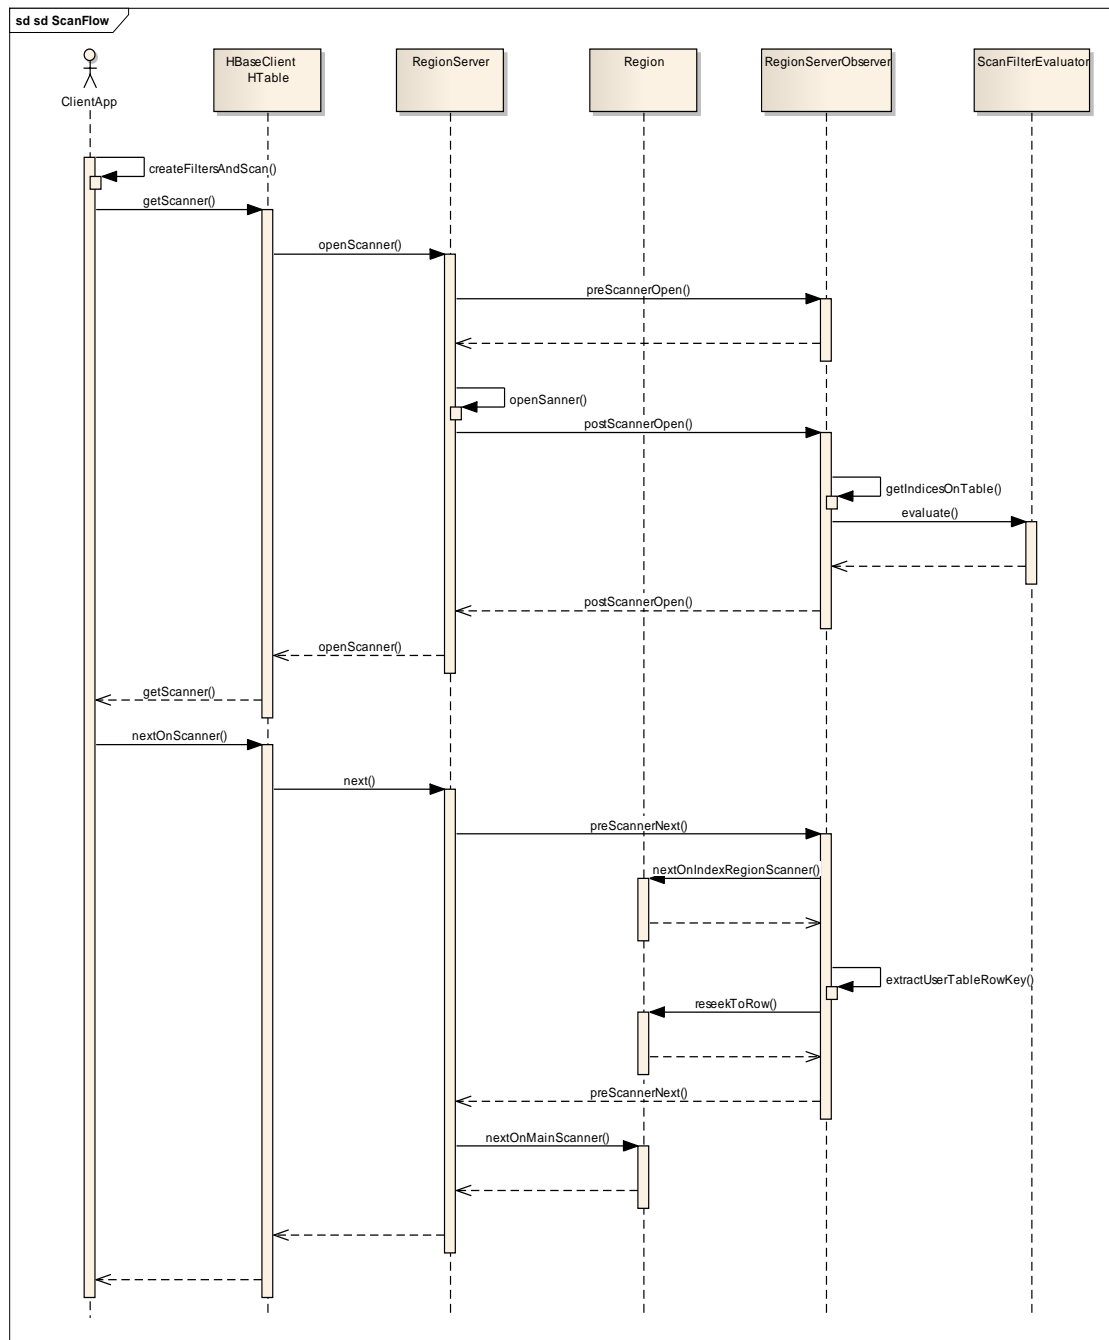 sd sd ScanFlow
ClientApp
HBaseClient
HTable
RegionServer
Region
RegionServerObserver
ScanFilterEvaluator
createFiltersAndScan()
getScanner()
openScanner()
preScannerOpen()
openSanner()
postScannerOpen()
getIndicesOnTable()
evaluate()
postScannerOpen()
openScanner()
getScanner()
nextOnScanner()
next()
preScannerNext()
nextOnIndexRegionScanner()
extractUserTableRowKey()
reseekToRow()
preScannerNext()
nextOnMainScanner()